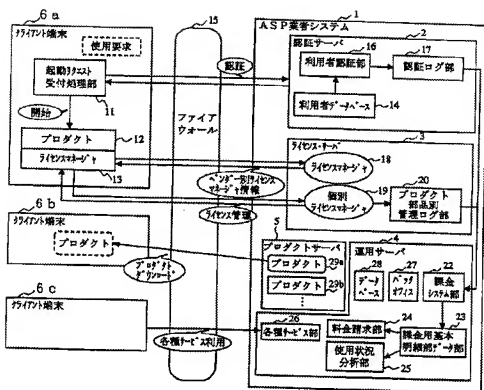 6a
クライアント端末
使用要求
起動リクエスト
受付処理部
11
開始
プロダクト
12
ライセンスマネージャ
13
6b
クライアント端末
プロダクト
6c
クライアント端末
15
ファイア
ウォール
認証
ベンダー別ライセンス
マネージャ情報
ライセンス管理
プロダクト
ダウンロード
各種サービス利用
1
ASP業者システム
2
認証サーバ
16
利用者認証部
17
認証ログ部
利用者データベース
14
3
ライセンス・サーバ
ライセンスマネージャ
18
個別
ライセンスマネージャ
19
20
プロダクト
部品別
管理ログ部
5
プロダクトサーバ
プロダクト
29a
プロダクト
29b
4
運用サーバ
28
データ
ベース
27
バック
オフィス
22
課金
システム部
26
各種サービス部
24
料金請求部
23
課金用基本
明細部データ部
使用状況
分析部
25